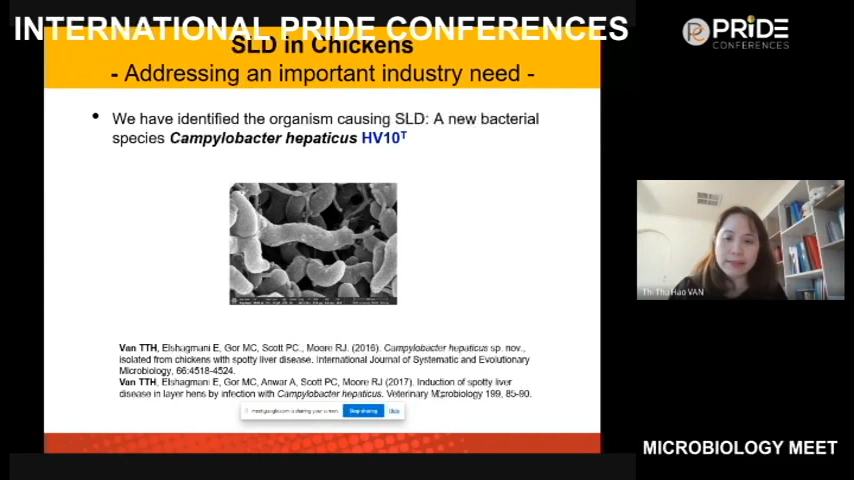 INTERNATIONAL PRIDE CONFERENCES
PRIDE
CONFERENCES
SLD in Chickens
- Addressing an important industry need -
• We have identified the organism causing SLD: A new bacterial
species Campylobacter hepaticus HV10ᵀ
Thi Thu Hao VAN
Van TTH, Elshagmani E, Gor MC, Scott PC., Moore RJ. (2016). Campylobacter hepaticus sp. nov.,
isolated from chickens with spotty liver disease. International Journal of Systematic and Evolutionary
Microbiology, 66:4518-4524.
Van TTH, Elshagmani E, Gor MC, Anwar A, Scott PC, Moore RJ (2017). Induction of spotty liver
disease in layer hens by infection with Campylobacter hepaticus. Veterinary Microbiology 199, 85-90.
is sharing your screen. Stop sharing Hide
MICROBIOLOGY MEET